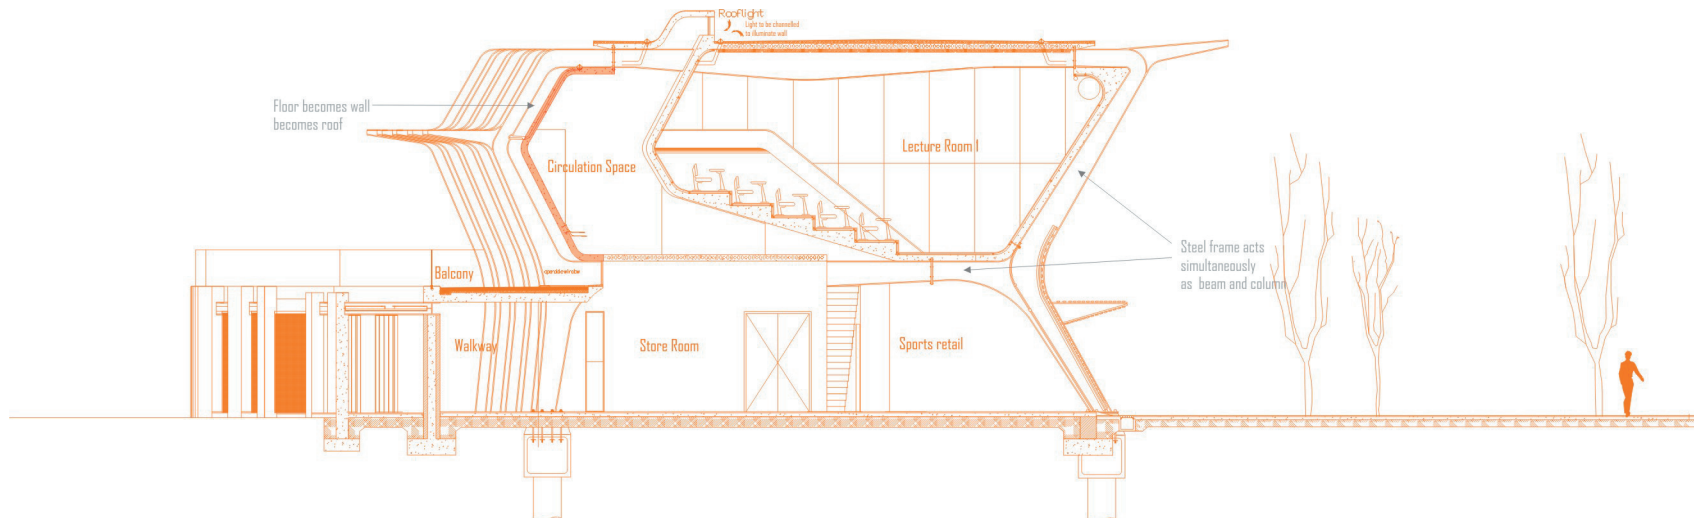 Rooflight
Light to be channelled
to illuminate wall
Floor becomes wall
becomes roof
Circulation Space
Lecture Room 1
Steel frame acts
simultaneously
as beam and column
Balcony
Walkway
Store Room
Sports retail